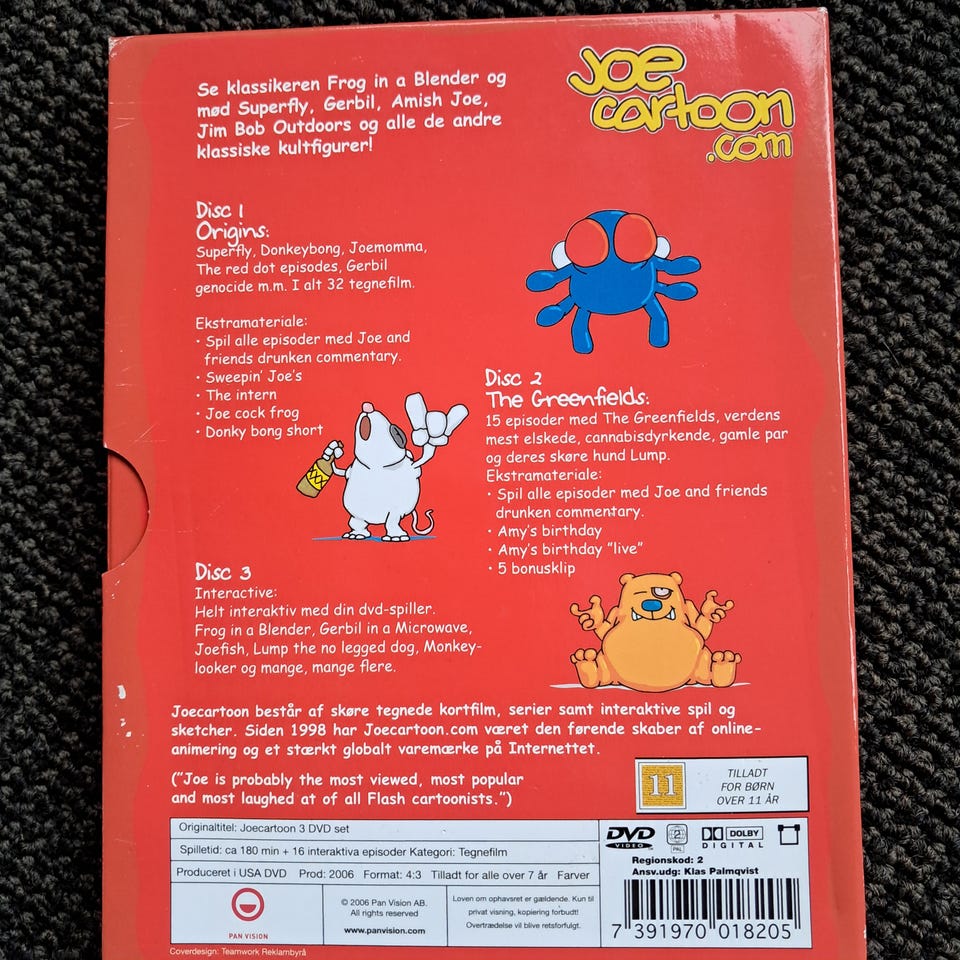 Se klassikeren Frog in a Blender og
mød Superfly, Gerbil, Amish Joe,
Jim Bob Outdoors og alle de andre
klassiske kultfigurer!
Joe
cartoon
.com
Disc 1
Origins:
Superfly, Donkeybong, Joemomma,
The red dot episodes, Gerbil
genocide m.m. I alt 32 tegnefilm.
Ekstramateriale:
· Spil alle episoder med Joe and
friends drunken commentary.
· Sweepin' Joe's
· The intern
· Joe cock frog
· Donky bong short
Disc 2
The Greenfields:
15 episoder med The Greenfields, verdens
mest elskede, cannabisdyrkende, gamle par
og deres skøre hund Lump.
Ekstramateriale:
· Spil alle episoder med Joe and friends
drunken commentary.
· Amy's birthday
· Amy's birthday "live"
· 5 bonusklip
Disc 3
Interactive:
Helt interaktiv med din dvd-spiller.
Frog in a Blender, Gerbil in a Microwave,
Joefish, Lump the no legged dog, Monkey-
looker og mange, mange flere.
Joecartoon består af skøre tegnede kortfilm, serier samt interaktive spil og
sketcher. Siden 1998 har Joecartoon.com været den førende skaber af online-
animering og et stærkt globalt varemærke på Internettet.
("Joe is probably the most viewed, most popular
and most laughed at of all Flash cartoonists.")
11
TILLADT
FOR BØRN
OVER 11 ÅR
Originaltitel: Joecartoon 3 DVD set
Spilletid: ca 180 min + 16 interaktiva episoder Kategori: Tegnefilm
Produceret i USA DVD Prod: 2006 Format: 4:3 Tilladt for alle over 7 år Farver
DVD
VIDEO
2
PAL
DOLBY
DIGITAL
Regionskod: 2
Ansv.udg: Klas Palmqvist
PAN VISION
© 2006 Pan Vision AB.
All rights reserved
www.panvision.com
Loven om ophavsret er gældende. Kun til
privat visning, kopiering forbudt!
Overtrædelse vil blive retsforfulgt.
7 391970 018205
Coverdesign: Teamwork Reklambyrå